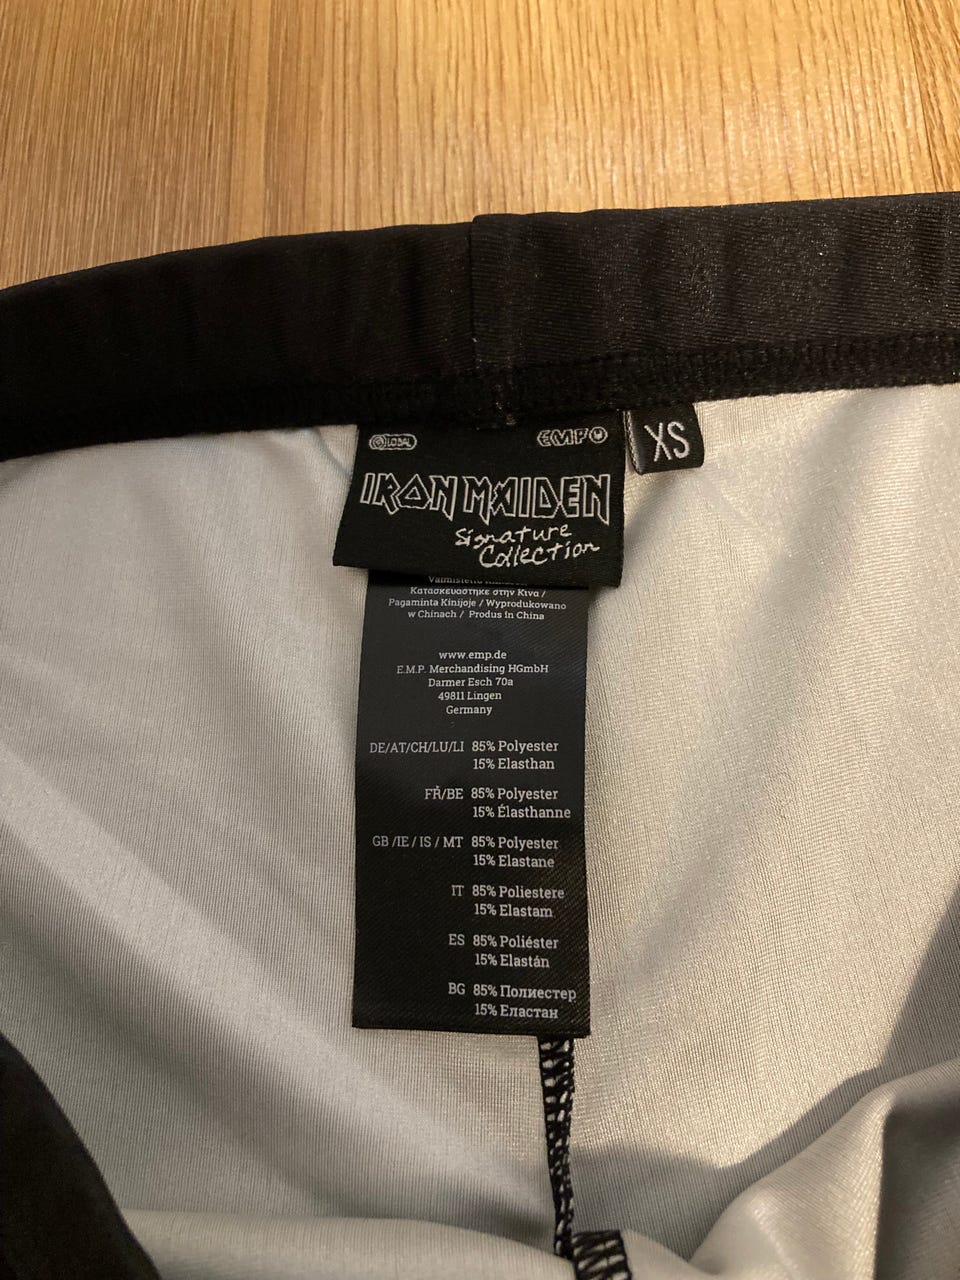 GLOBAL
EMP
XS
IRON MAIDEN
Signature
Collection
Κατασκευάστηκε στην Κίνα /
Pagaminta Kinijoje / Wyprodukowano
w Chinach / Produs in China
www.emp.de
E.M.P. Merchandising HGmbH
Darmer Esch 70a
49811 Lingen
Germany
DE/AT/CH/LU/LI 85% Polyester
15% Elasthan
FR/BE 85% Polyester
15% Élasthanne
GB /IE / IS / MT 85% Polyester
15% Elastane
IT 85% Poliestere
15% Elastam
ES 85% Poliéster
15% Elastán
BG 85% Полиестер
15% Еластан